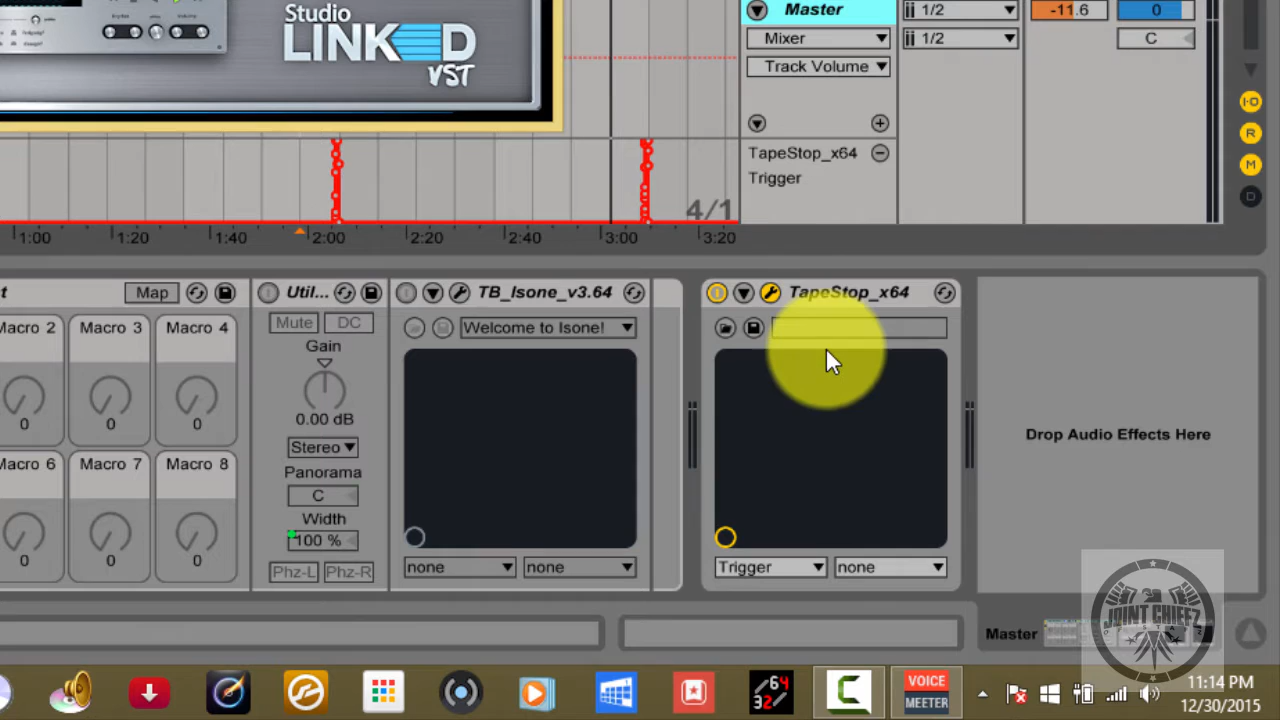 Studio
LINKED
VST
Master
1/2
-11.6
0
Mixer
1/2
C
Track Volume
I·O
R
M
D
TapeStop_x64
Trigger
4/1
1:00
1:20
1:40
2:00
2:20
2:40
3:00
3:20
Map
Util...
TB_Isone_v3.64
TapeStop_x64
Macro 2
Macro 3
Macro 4
0
0
0
Macro 6
Macro 7
Macro 8
0
0
0
Mute
DC
Gain
0.00 dB
Stereo
Panorama
C
Width
100 %
Phz-L
Phz-R
Welcome to Isone!
none
none
Trigger
none
Drop Audio Effects Here
Master
JOINT CHIEFZ
64
32
C
VOICE
MEETER
11:14 PM
12/30/2015